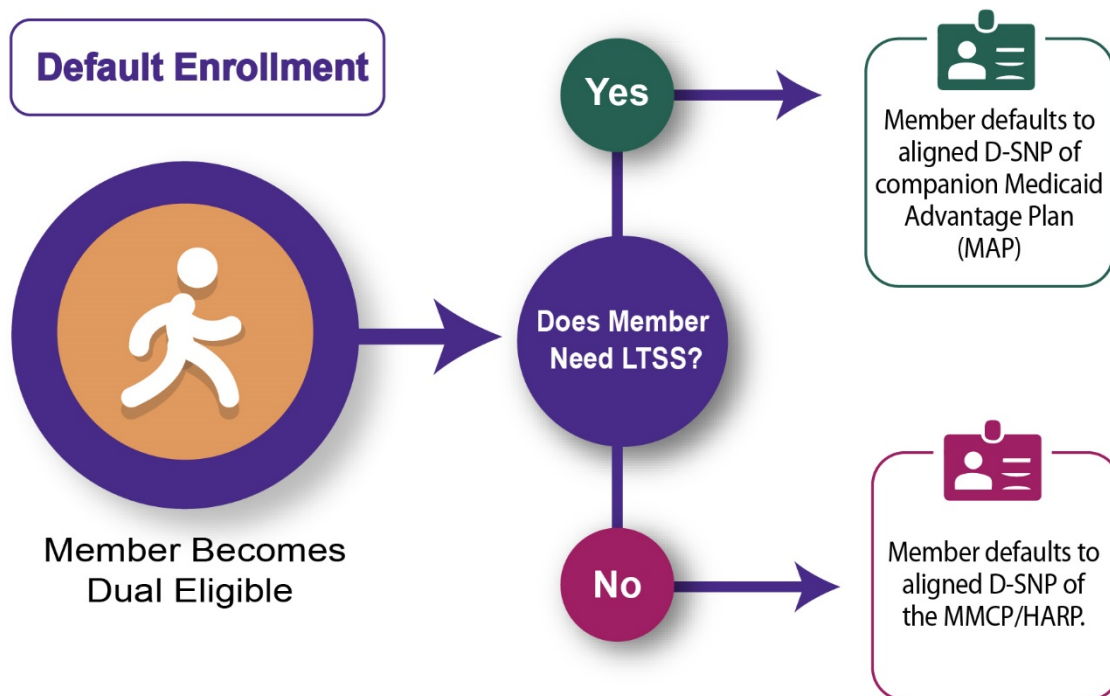 Default Enrollment
Member Becomes
Dual Eligible
Does Member
Need LTSS?
Yes
Member defaults to
aligned D-SNP of
companion Medicaid
Advantage Plan
(MAP)
No
Member defaults to
aligned D-SNP of
the MMCP/HARP.